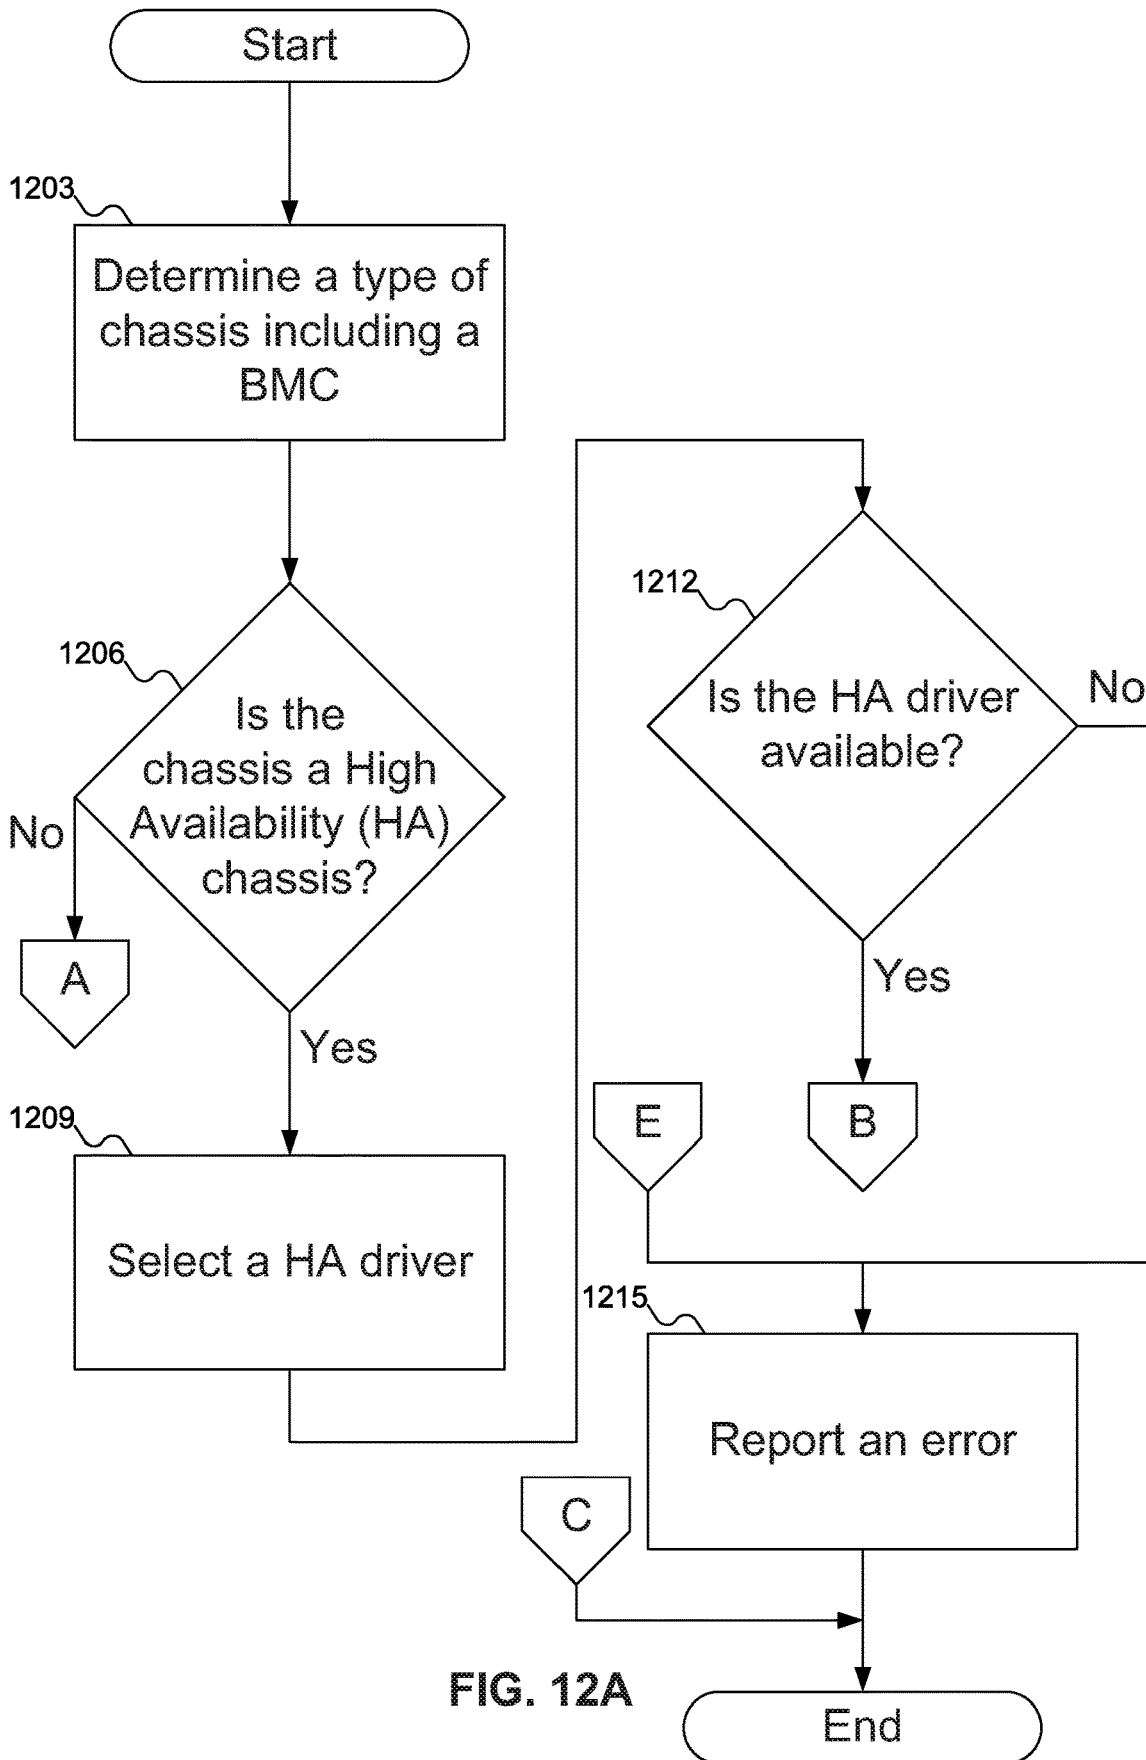 Start
1203
Determine a type of
chassis including a
BMC
1206
Is the
chassis a High
Availability (HA)
chassis?
No
A
Yes
1209
Select a HA driver
1212
Is the HA driver
available?
No
Yes
E
B
1215
Report an error
C
FIG. 12A
End